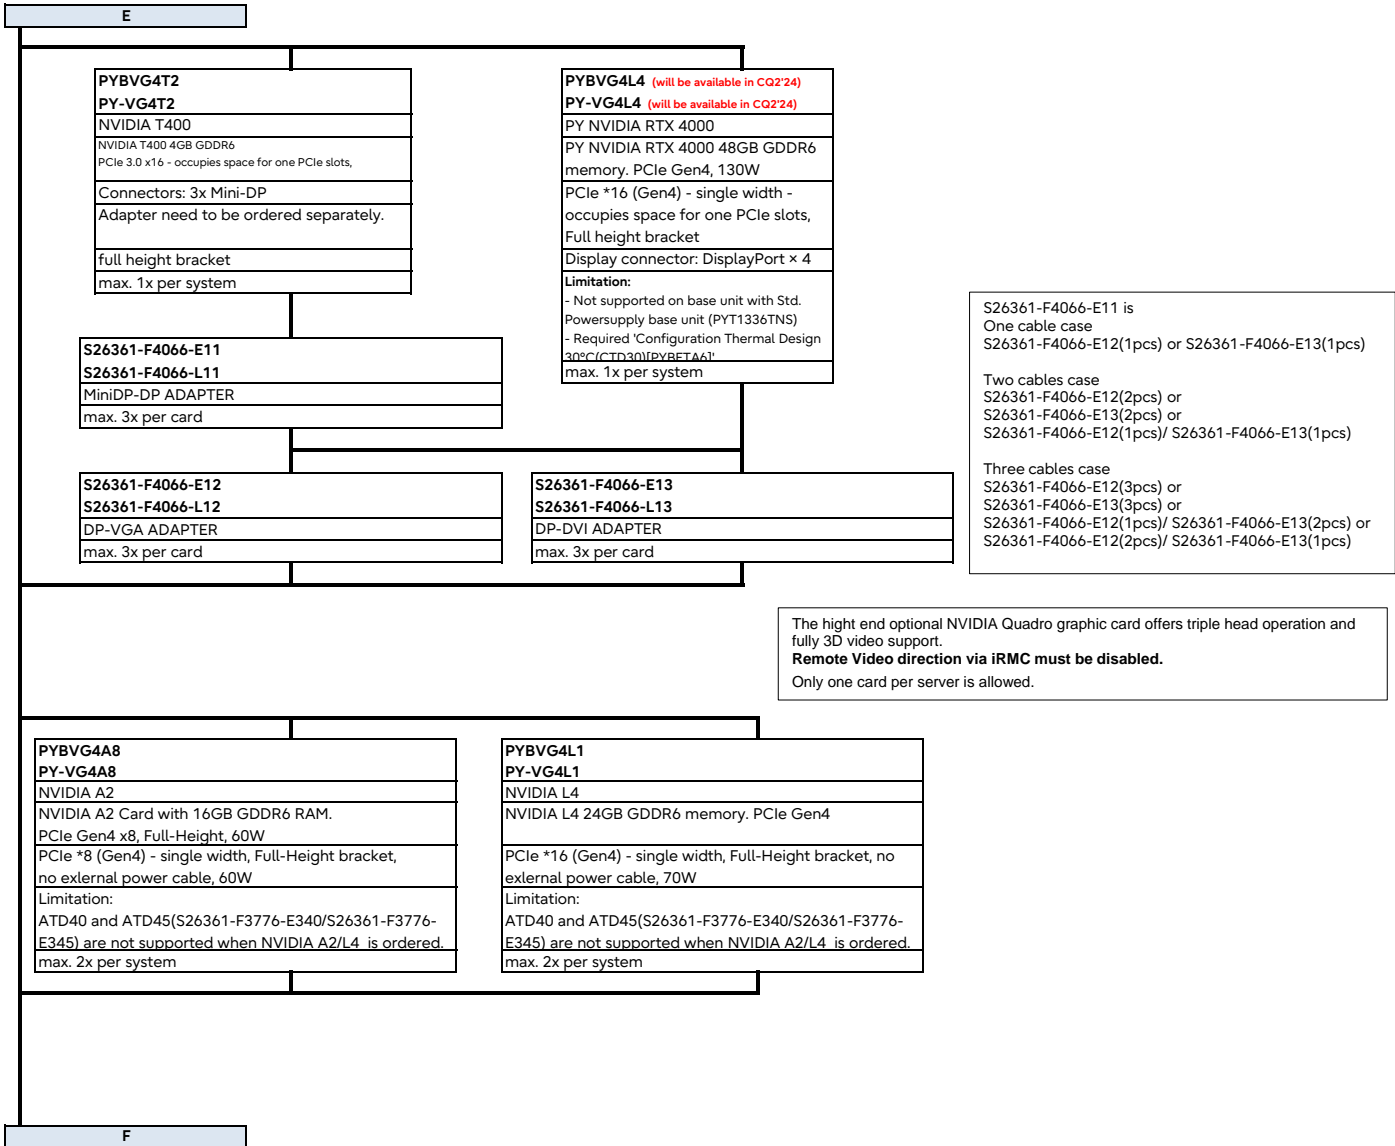 E
PYBVG4T2
PY-VG4T2
NVIDIA T400
NVIDIA T400 4GB GDDR6
PCIe 3.0 x16 - occupies space for one PCIe slots,
Connectors: 3x Mini-DP
Adapter need to be ordered separately.
full height bracket
max. 1x per system
PYBVG4L4 (will be available in CQ2'24)
PY-VG4L4 (will be available in CQ2'24)
PY NVIDIA RTX 4000
PY NVIDIA RTX 4000 48GB GDDR6
memory. PCIe Gen4, 130W
PCIe *16 (Gen4) - single width -
occupies space for one PCIe slots,
Full height bracket
Display connector: DisplayPort × 4
Limitation:
- Not supported on base unit with Std.
Powersupply base unit (PYT1336TNS)
- Required 'Configuration Thermal Design
30°C(CTD30)[PYBETA6]'
max. 1x per system
S26361-F4066-E11
S26361-F4066-L11
MiniDP-DP ADAPTER
max. 3x per card
S26361-F4066-E12
S26361-F4066-L12
DP-VGA ADAPTER
max. 3x per card
S26361-F4066-E13
S26361-F4066-L13
DP-DVI ADAPTER
max. 3x per card
S26361-F4066-E11 is
One cable case
S26361-F4066-E12(1pcs) or S26361-F4066-E13(1pcs)
Two cables case
S26361-F4066-E12(2pcs) or
S26361-F4066-E13(2pcs) or
S26361-F4066-E12(1pcs)/ S26361-F4066-E13(1pcs)
Three cables case
S26361-F4066-E12(3pcs) or
S26361-F4066-E13(3pcs) or
S26361-F4066-E12(1pcs)/ S26361-F4066-E13(2pcs) or
S26361-F4066-E12(2pcs)/ S26361-F4066-E13(1pcs)
The hight end optional NVIDIA Quadro graphic card offers triple head operation and
fully 3D video support.
Remote Video direction via iRMC must be disabled.
Only one card per server is allowed.
PYBVG4A8
PY-VG4A8
NVIDIA A2
NVIDIA A2 Card with 16GB GDDR6 RAM.
PCIe Gen4 x8, Full-Height, 60W
PCIe *8 (Gen4) - single width, Full-Height bracket,
no exlernal power cable, 60W
Limitation:
ATD40 and ATD45(S26361-F3776-E340/S26361-F3776-
E345) are not supported when NVIDIA A2/L4 is ordered.
max. 2x per system
PYBVG4L1
PY-VG4L1
NVIDIA L4
NVIDIA L4 24GB GDDR6 memory. PCIe Gen4
PCIe *16 (Gen4) - single width, Full-Height bracket, no
exlernal power cable, 70W
Limitation:
ATD40 and ATD45(S26361-F3776-E340/S26361-F3776-
E345) are not supported when NVIDIA A2/L4 is ordered.
max. 2x per system
F